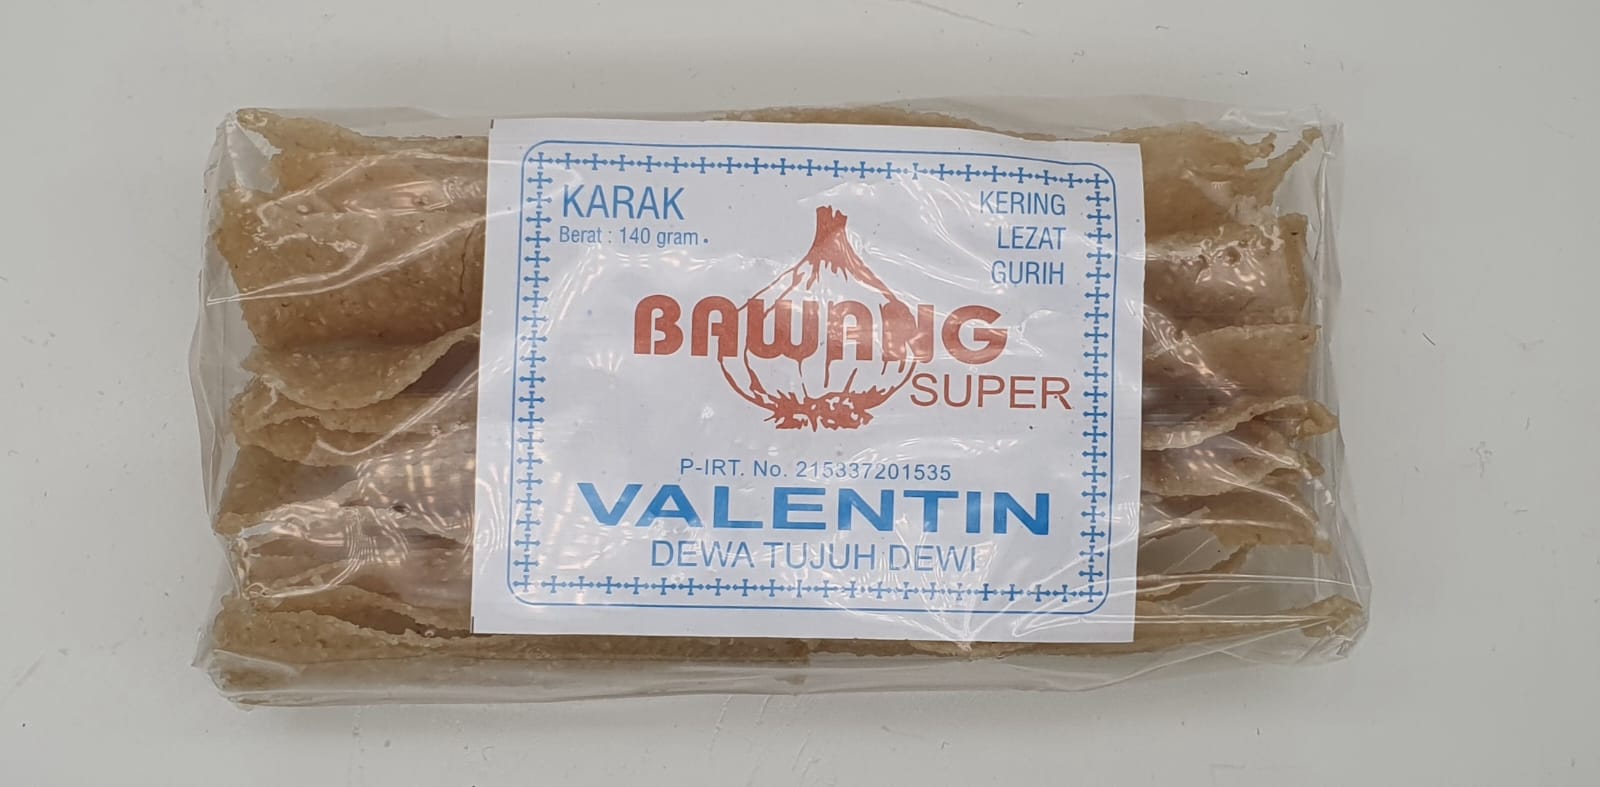 KARAK
Berat : 140 gram.
KERING
LEZAT
GURIH
BAWANG
SUPER
P-IRT. No. 215337201535
VALENTIN
DEWA TUJUH DEWI